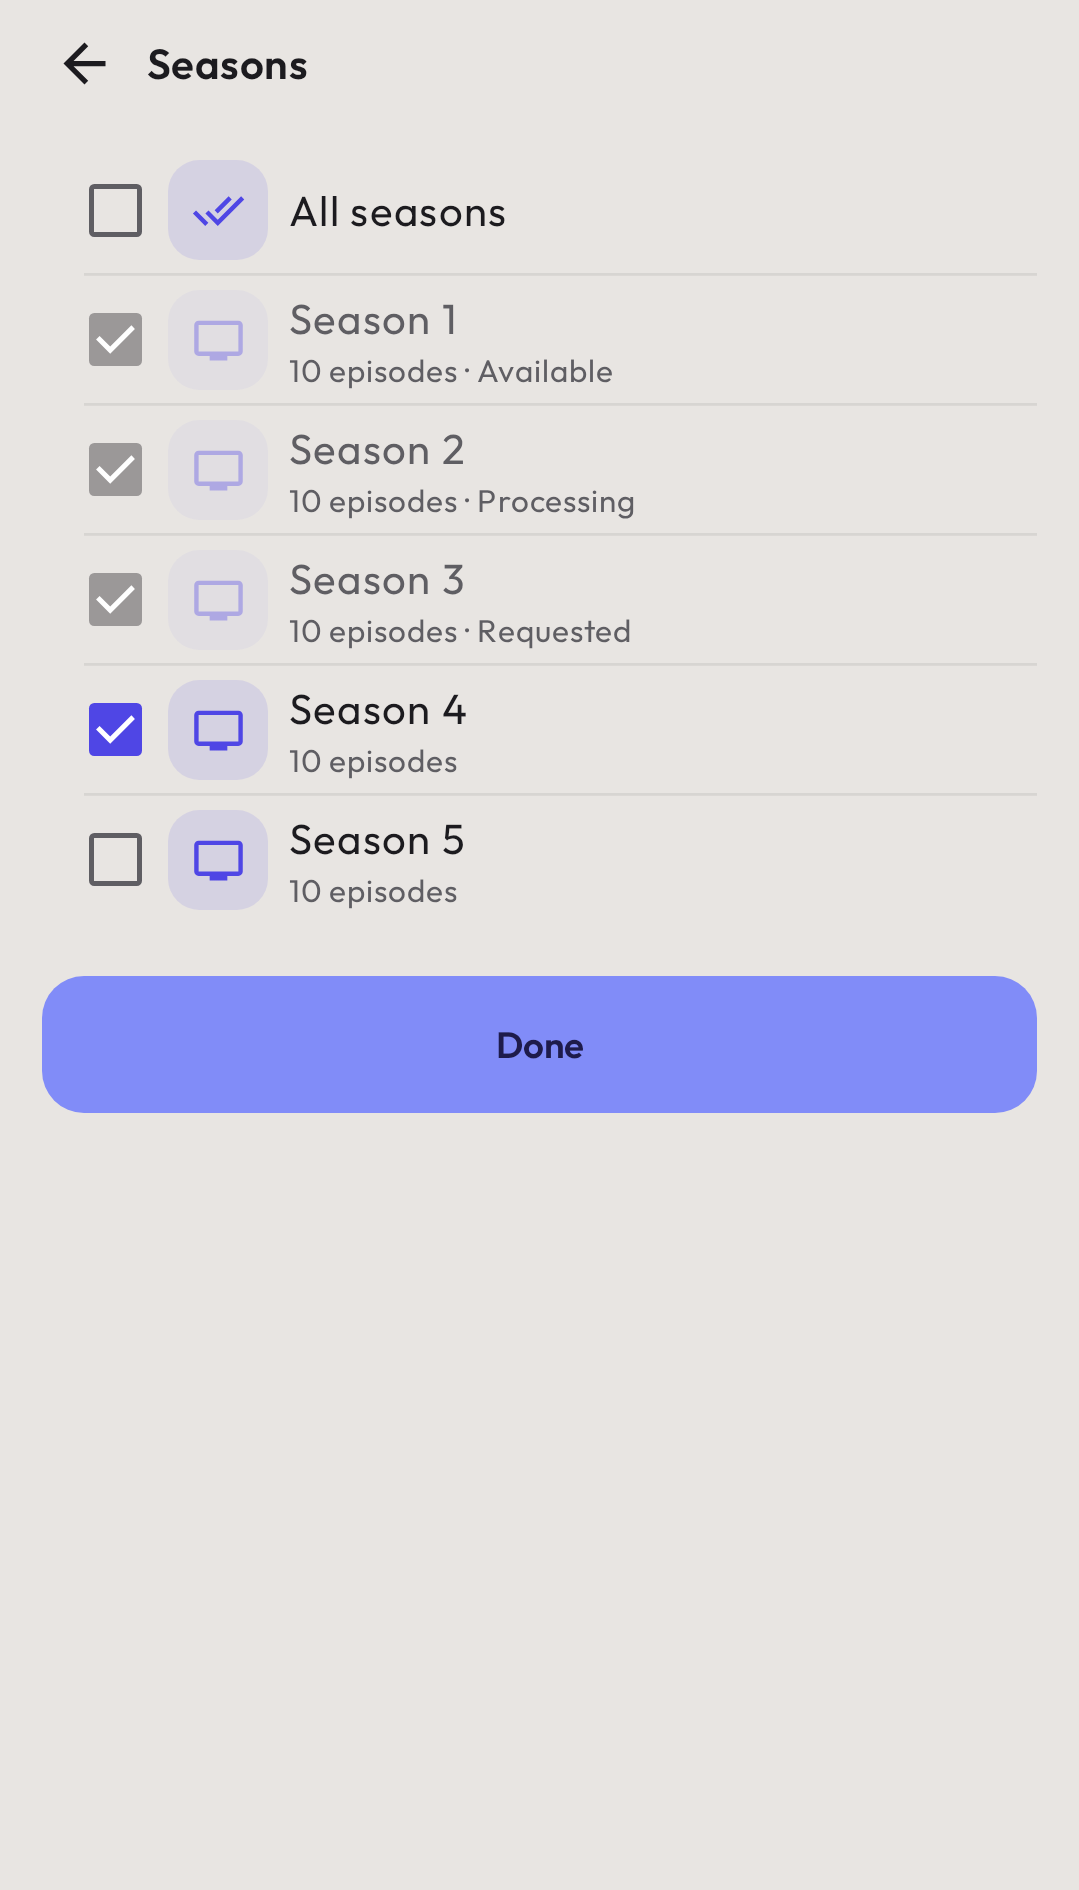 Seasons
All seasons
Season 1
10 episodes · Available
Season 2
10 episodes · Processing
Season 3
10 episodes · Requested
Season 4
10 episodes
Season 5
10 episodes
Done